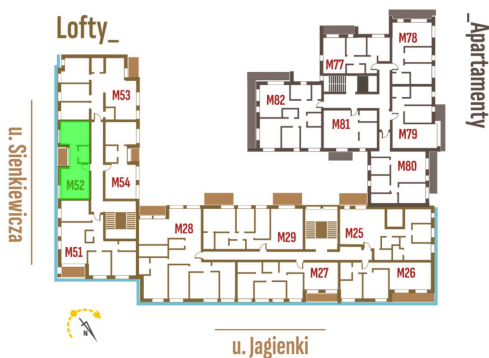 Lofty_
_Apartamenty
M78
M77
M53
M82
M81
M79
M80
M52
M54
u. Sienkiewicza
M51
M28
M29
M25
M27
M26
N
u. Jagienki